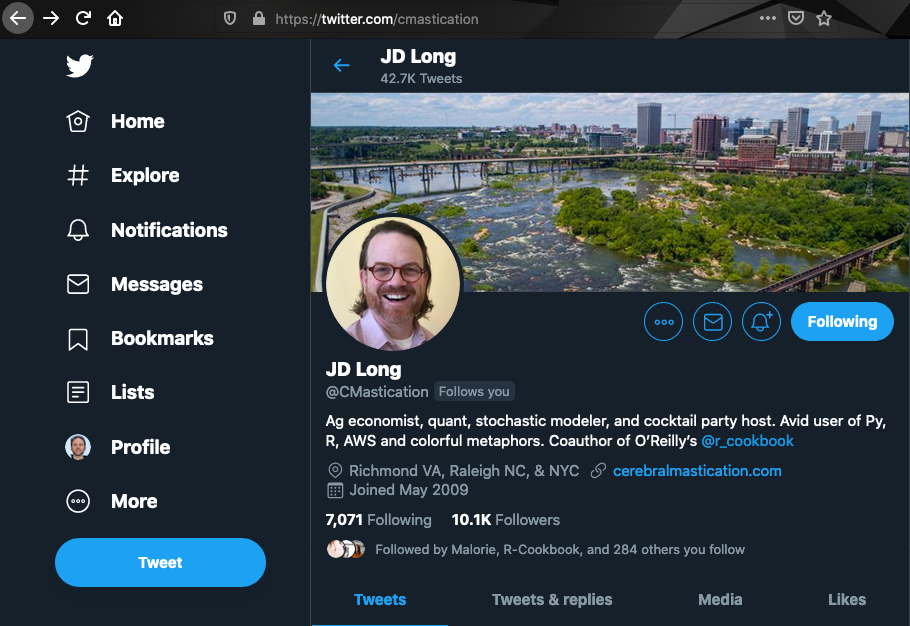 https://twitter.com/cmastication
JD Long
42.7K Tweets
Home
Explore
Notifications
Messages
Bookmarks
Lists
Profile
More
Tweet
Following
JD Long
@CMastication Follows you
Ag economist, quant, stochastic modeler, and cocktail party host. Avid user of Py,
R, AWS and colorful metaphors. Coauthor of O’Reilly’s @r_cookbook
Richmond VA, Raleigh NC, & NYC cerebralmastication.com
Joined May 2009
7,071 Following 10.1K Followers
Followed by Malorie, R-Cookbook, and 284 others you follow
Tweets Tweets & replies Media Likes